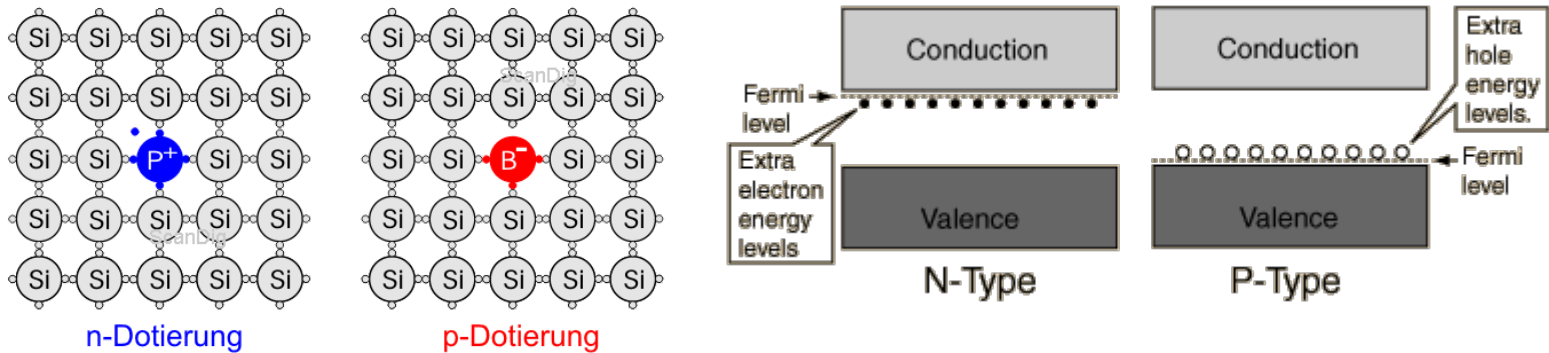 Si Si Si Si Si
Si Si Si Si Si
Si Si P+ Si Si
Si Si Si Si Si
Si Si Si Si Si
ScanDig
n-Dotierung
Si Si Si Si Si
Si Si Si Si Si
Si Si B- Si Si
Si Si Si Si Si
Si Si Si Si Si
ScanDig
p-Dotierung
Conduction
Fermi
level
Extra
electron
energy
levels
Valence
N-Type
Conduction
Extra
hole
energy
levels.
Fermi
level
Valence
P-Type